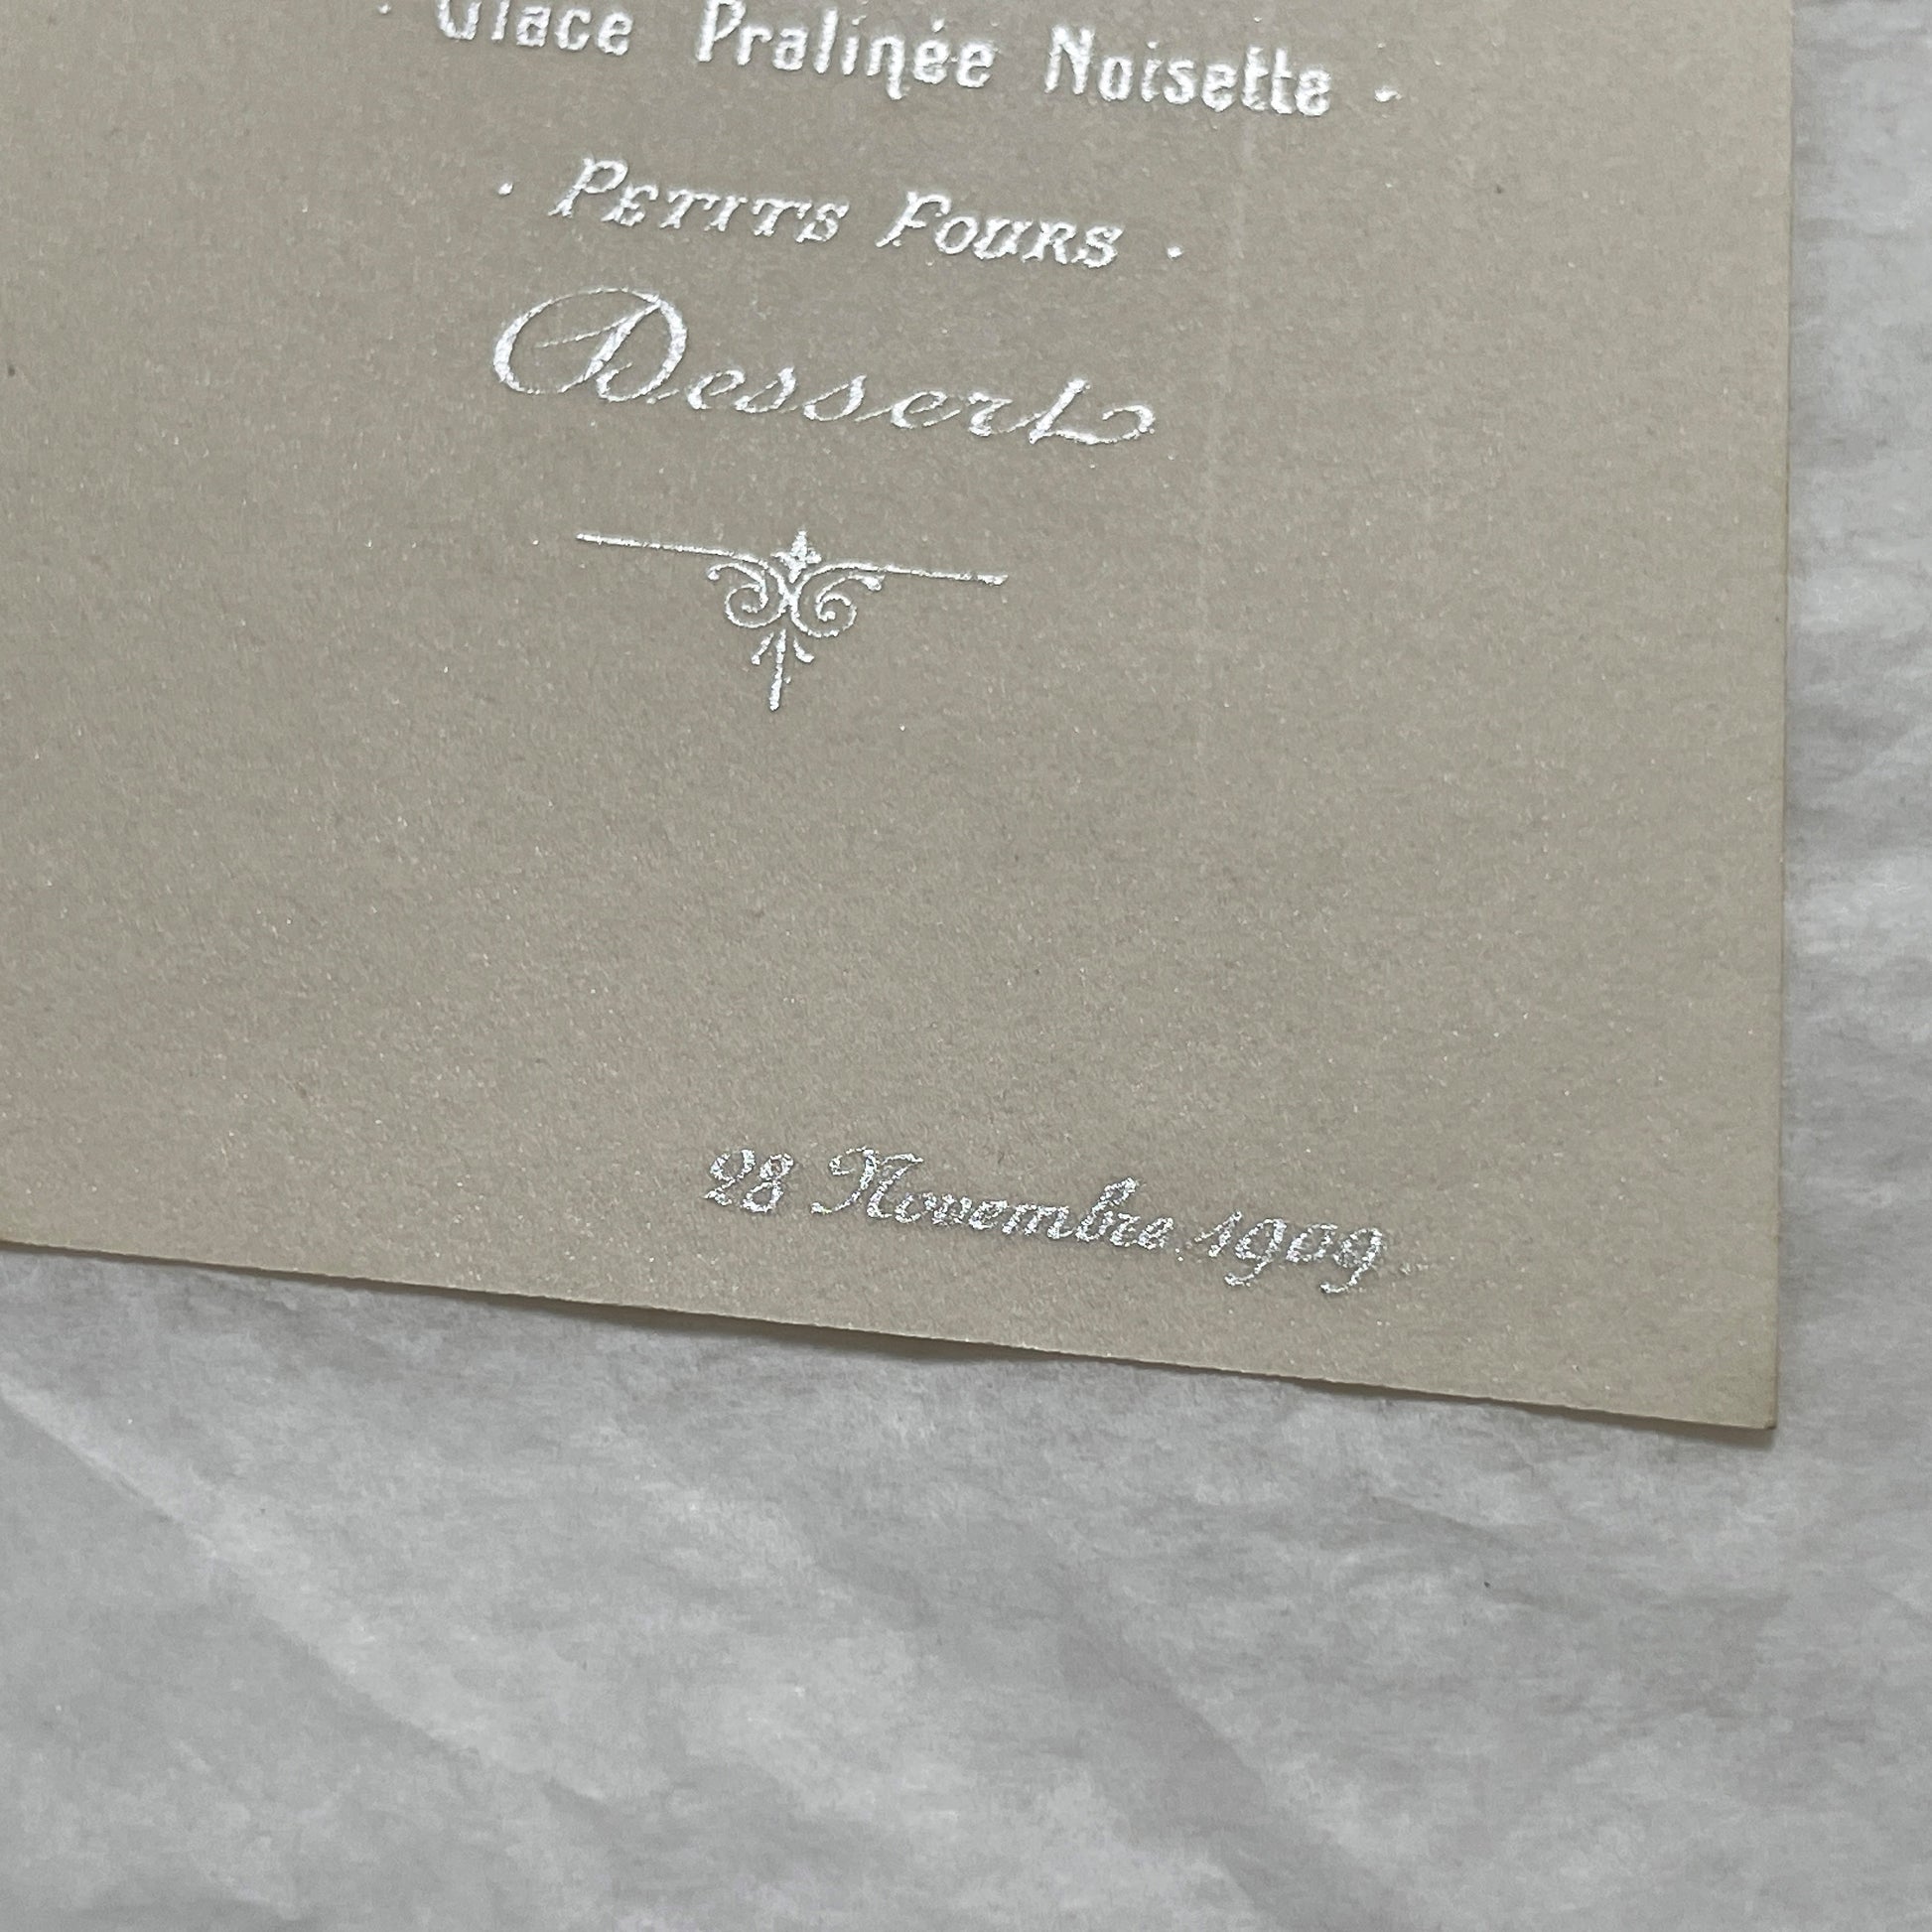 · Glace Pralinée Noisette ·
· PETITS FOURS ·
Dessert
28 Novembre 1909